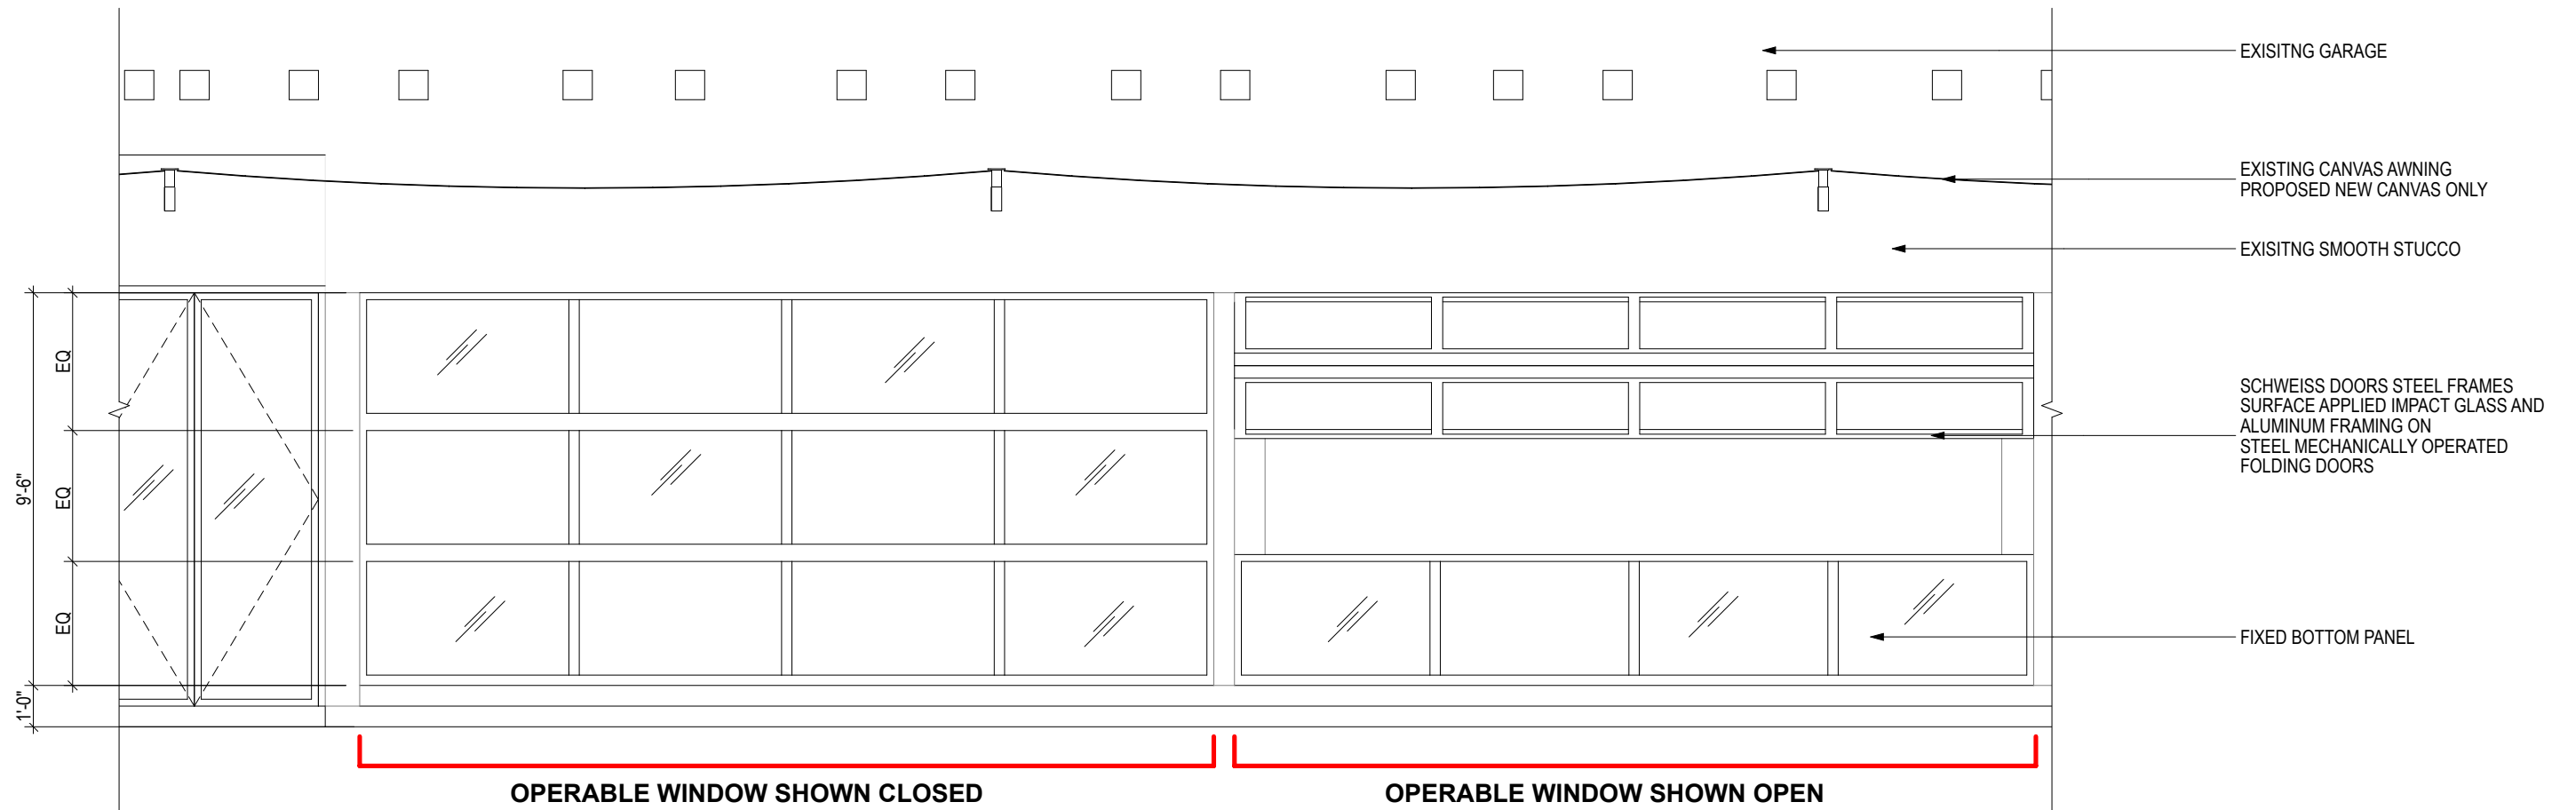 EXISITNG GARAGE
EXISTING CANVAS AWNING
PROPOSED NEW CANVAS ONLY
EXISITNG SMOOTH STUCCO
SCHWEISS DOORS STEEL FRAMES
SURFACE APPLIED IMPACT GLASS AND
ALUMINUM FRAMING ON
STEEL MECHANICALLY OPERATED
FOLDING DOORS
FIXED BOTTOM PANEL
9'-6"
EQ
EQ
EQ
1'-0"
OPERABLE WINDOW SHOWN CLOSED
OPERABLE WINDOW SHOWN OPEN